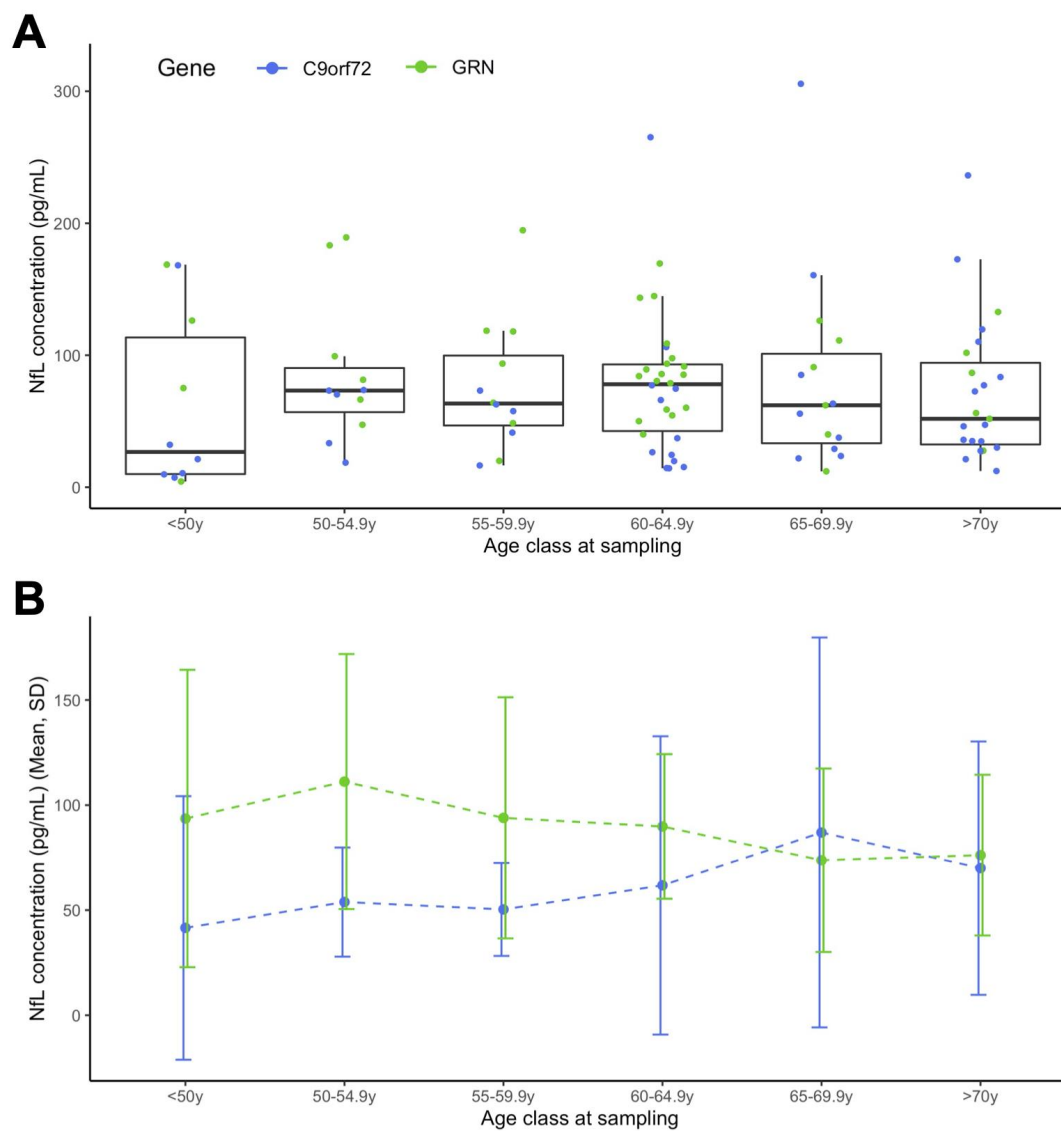 A
Gene C9orf72 GRN
NfL concentration (pg/mL)
300
200
100
0
<50y 50-54.9y 55-59.9y 60-64.9y 65-69.9y >70y
Age class at sampling
B
NfL concentration (pg/mL) (Mean, SD)
150
100
50
0
<50y 50-54.9y 55-59.9y 60-64.9y 65-69.9y >70y
Age class at sampling